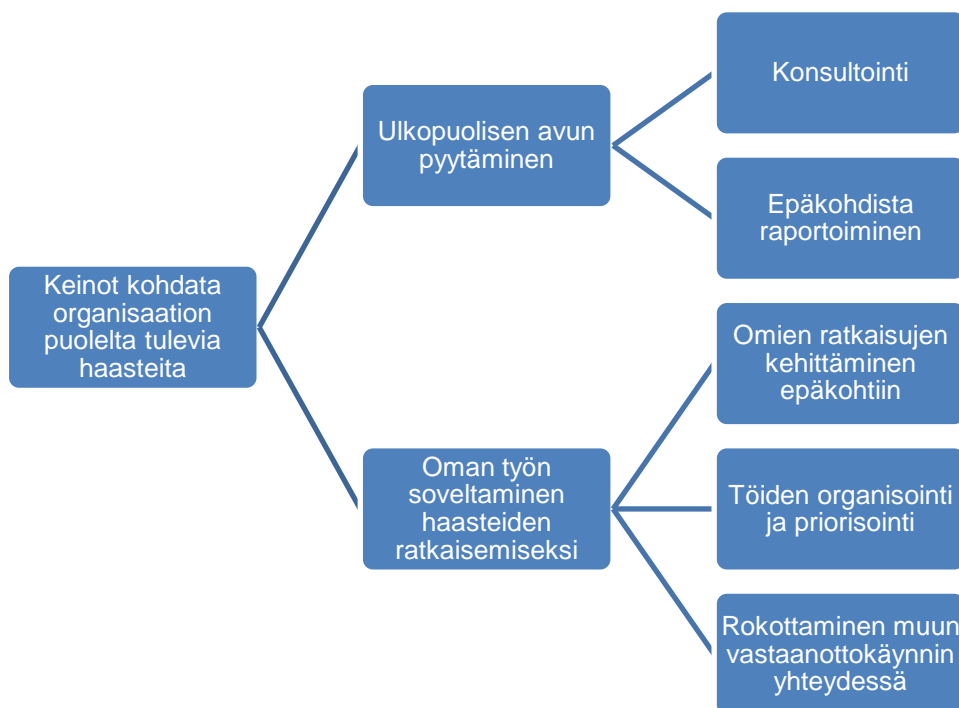 Keinot kohdata
organisaation
puolelta tulevia
haasteita
Ulkopuolisen avun
pyytäminen
Konsultointi
Epäkohdista
raportoiminen
Oman työn
soveltaminen
haasteiden
ratkaisemiseksi
Omien ratkaisujen
kehittäminen
epäkohtiin
Töiden organisointi
ja priorisointi
Rokottaminen muun
vastaanottokäynnin
yhteydessä